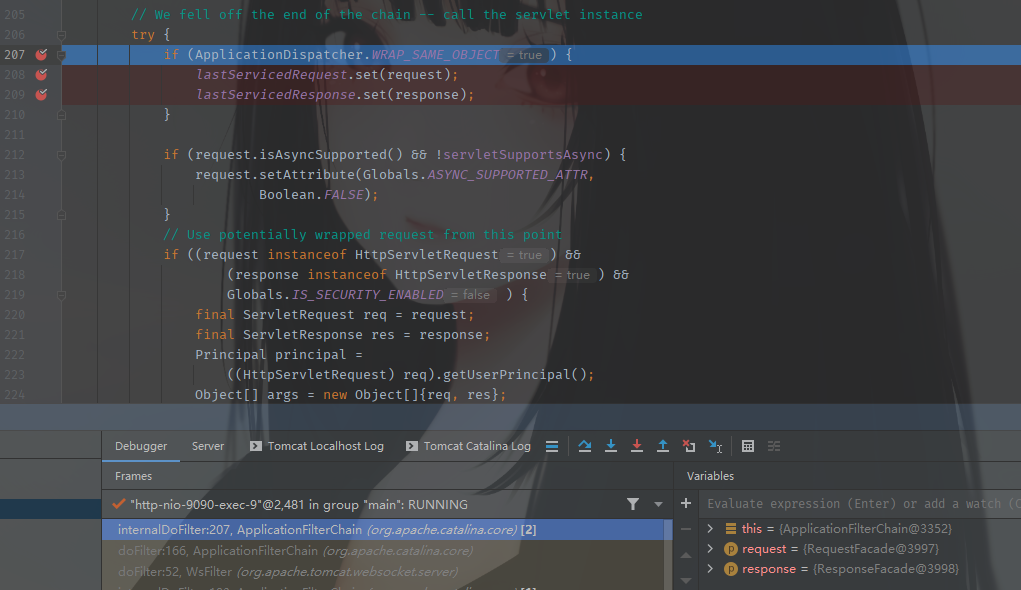 205 // We fell off the end of the chain -- call the servlet instance
206 try {
207 if (ApplicationDispatcher.WRAP_SAME_OBJECT = true ) {
208 lastServicedRequest.set(request);
209 lastServicedResponse.set(response);
210 }
211
212 if (request.isAsyncSupported() && !servletSupportsAsync) {
213 request.setAttribute(Globals.ASYNC_SUPPORTED_ATTR,
214 Boolean.FALSE);
215 }
216 // Use potentially wrapped request from this point
217 if ((request instanceof HttpServletRequest = true ) &&
218 (response instanceof HttpServletResponse = true ) &&
219 Globals.IS_SECURITY_ENABLED = false ) {
220 final ServletRequest req = request;
221 final ServletResponse res = response;
222 Principal principal =
223 ((HttpServletRequest) req).getUserPrincipal();
224 Object[] args = new Object[]{req, res};
Debugger Server Tomcat Localhost Log Tomcat Catalina Log
Frames Variables
"http-nio-9090-exec-9"@2,481 in group "main": RUNNING
Evaluate expression (Enter) or add a watch (
internalDoFilter:207, ApplicationFilterChain (org.apache.catalina.core) [2]
this = {ApplicationFilterChain@3352}
doFilter:166, ApplicationFilterChain (org.apache.catalina.core)
request = {RequestFacade@3997}
doFilter:52, WsFilter (org.apache.tomcat.websocket.server)
response = {ResponseFacade@3998}